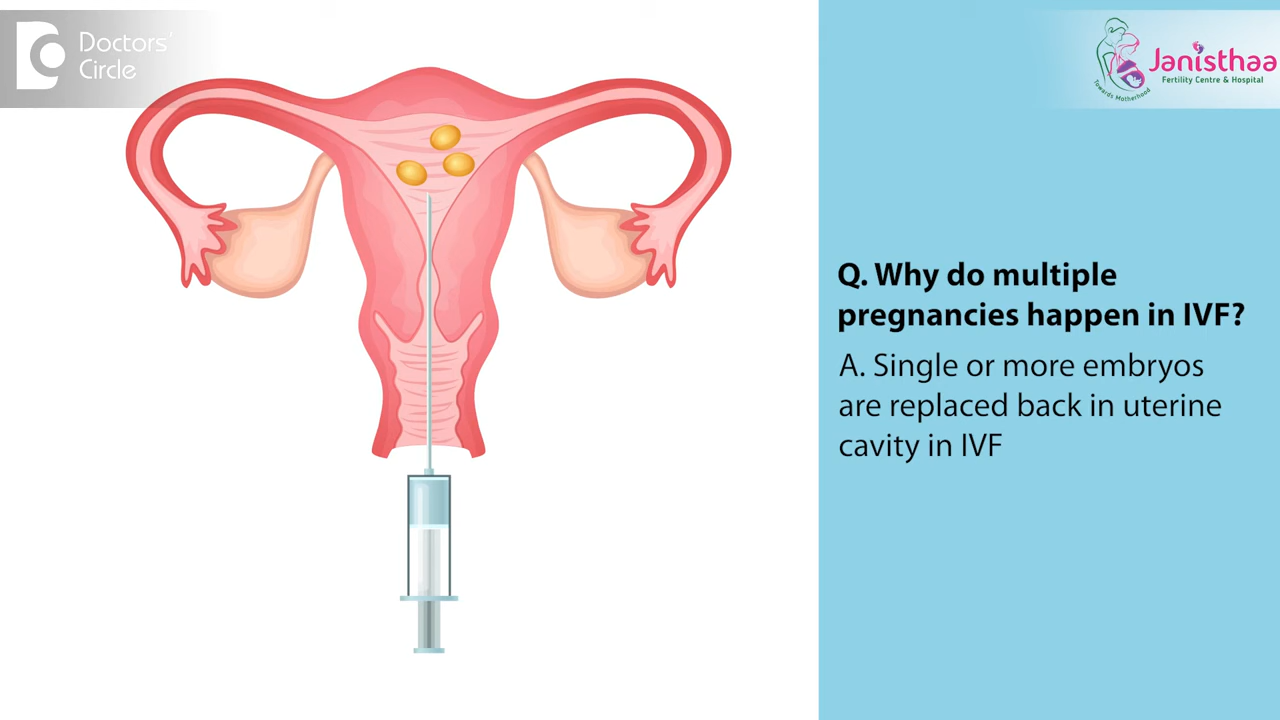 Doctors'
Circle
Janisthaa
Fertility Centre & Hospital
Towards Motherhood
Q. Why do multiple
pregnancies happen in IVF?
A. Single or more embryos
are replaced back in uterine
cavity in IVF